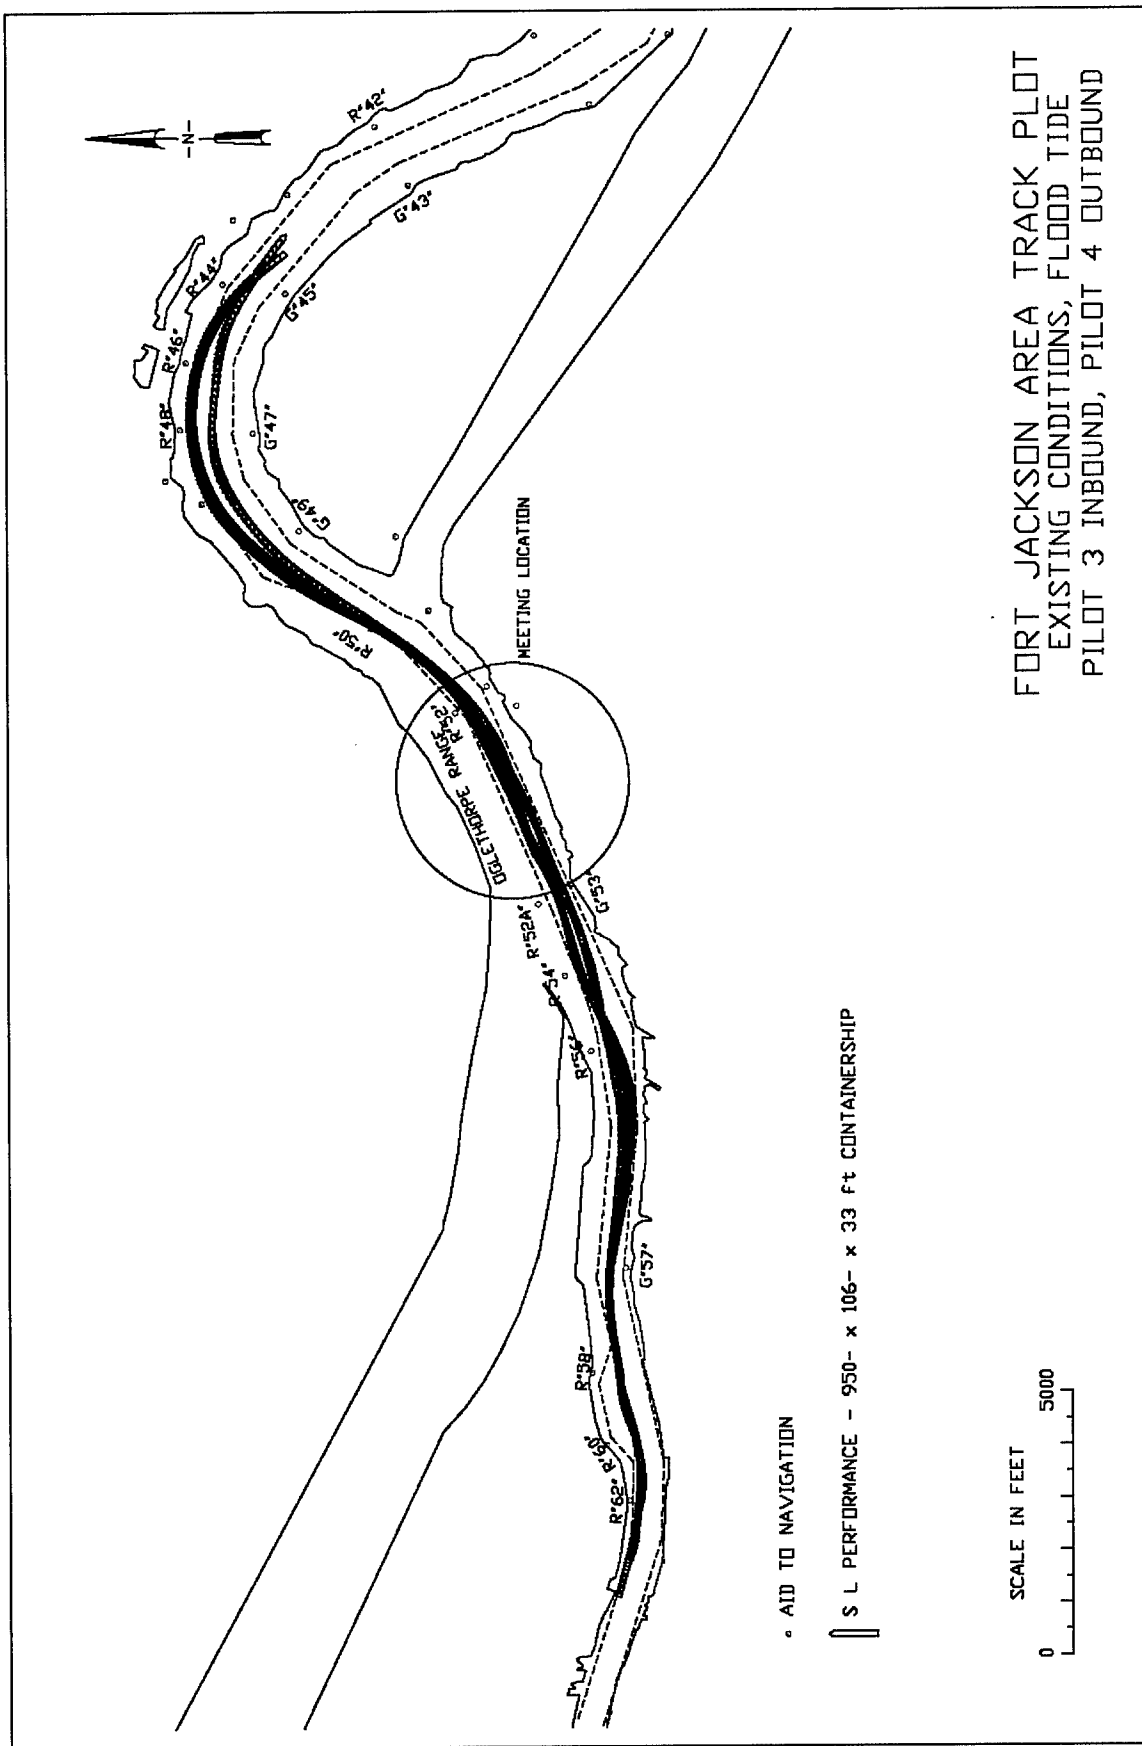 -N-
R"42"
G"43"
R"44"
G"45"
R"46"
G"47"
R"48"
G"49"
R"50"
MEETING LOCATION
R"52"
OGLETHORPE RANGE
R"52A"
G"53"
R"54"
R"56"
G"57"
R"58"
R"60"
R"62"
AID TO NAVIGATION
S L PERFORMANCE - 950- x 106- x 33 ft CONTAINERSHIP
SCALE IN FEET
0 5000
FORT JACKSON AREA TRACK PLOT
EXISTING CONDITIONS, FLOOD TIDE
PILOT 3 INBOUND, PILOT 4 OUTBOUND